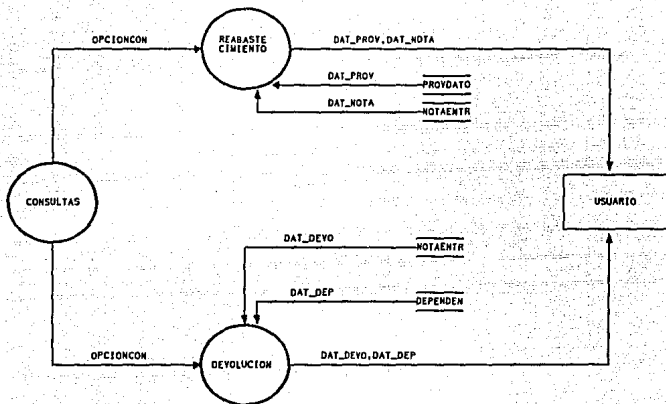 OPCIONCON
REABASTE
CIMIENTO
DAT_PROV,DAT_NOTA
DAT_PROV
PROVDATO
DAT_NOTA
NOTAENTR
CONSULTAS
USUARIO
DAT_DEVO
NOTAENTR
DAT_DEP
DEPENDEN
OPCIONCON
DEVOLUCION
DAT_DEVO,DAT_DEP